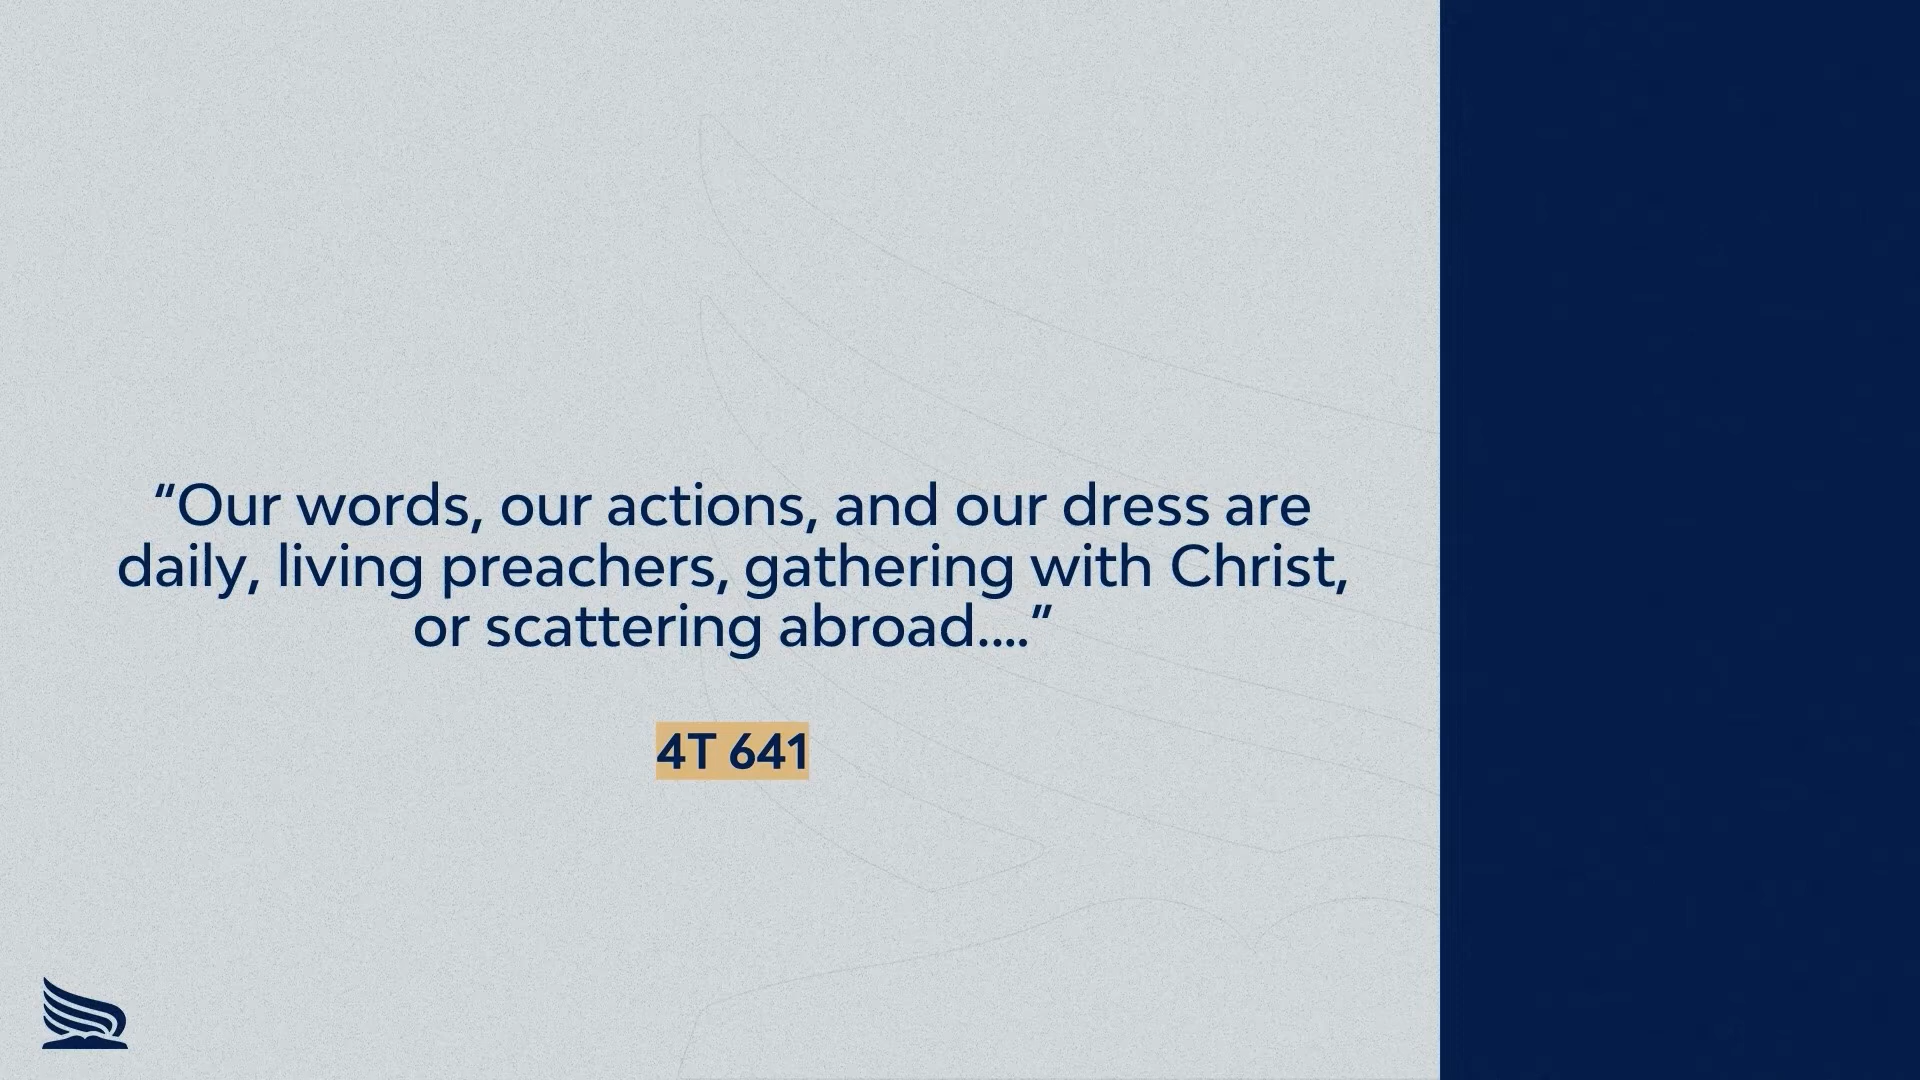 “Our words, our actions, and our dress are
daily, living preachers, gathering with Christ,
or scattering abroad....”
4T 641